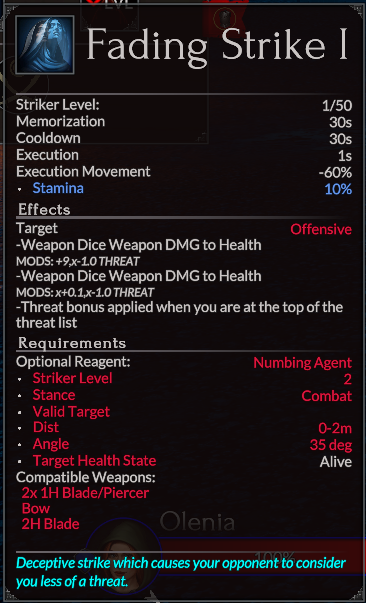 LVL
Fading Strike I
Striker Level: 1/50
Memorization 30s
Cooldown 30s
Execution 1s
Execution Movement -60%
• Stamina 10%
Effects
Target Offensive
-Weapon Dice Weapon DMG to Health
MODS: +9,x-1.0 THREAT
-Weapon Dice Weapon DMG to Health
MODS: x+0.1,x-1.0 THREAT
-Threat bonus applied when you are at the top of the
threat list
Requirements
Optional Reagent: Numbing Agent
• Striker Level 2
• Stance Combat
• Valid Target
• Dist 0-2m
• Angle 35 deg
• Target Health State Alive
Compatible Weapons:
2x 1H Blade/Piercer
Bow
2H Blade
Olenia
100%
Deceptive strike which causes your opponent to consider
you less of a threat.